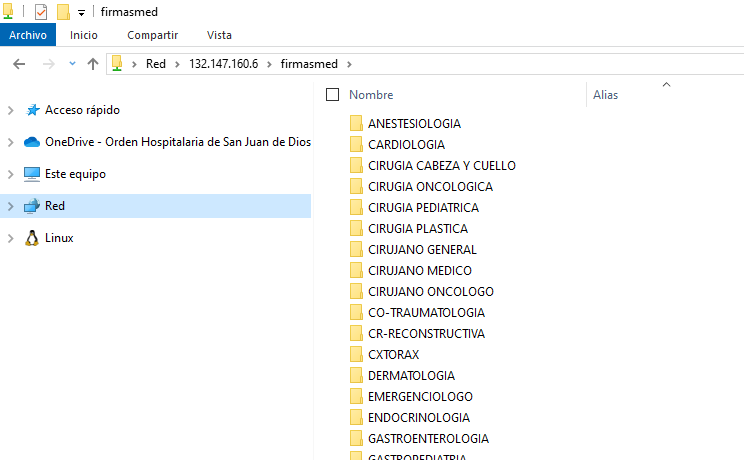 firmasmed
Archivo Inicio Compartir Vista
Red 132.147.160.6 firmasmed
Acceso rápido
OneDrive - Orden Hospitalaria de San Juan de Dios
Este equipo
Red
Linux
Nombre Alias
ANESTESIOLOGIA
CARDIOLOGIA
CIRUGIA CABEZA Y CUELLO
CIRUGIA ONCOLOGICA
CIRUGIA PEDIATRICA
CIRUGIA PLASTICA
CIRUJANO GENERAL
CIRUJANO MEDICO
CIRUJANO ONCOLOGO
CO-TRAUMATOLOGIA
CR-RECONSTRUCTIVA
CXTORAX
DERMATOLOGIA
EMERGENCIOLOGO
ENDOCRINOLOGIA
GASTROENTEROLOGIA
GASTROPEDIATRIA